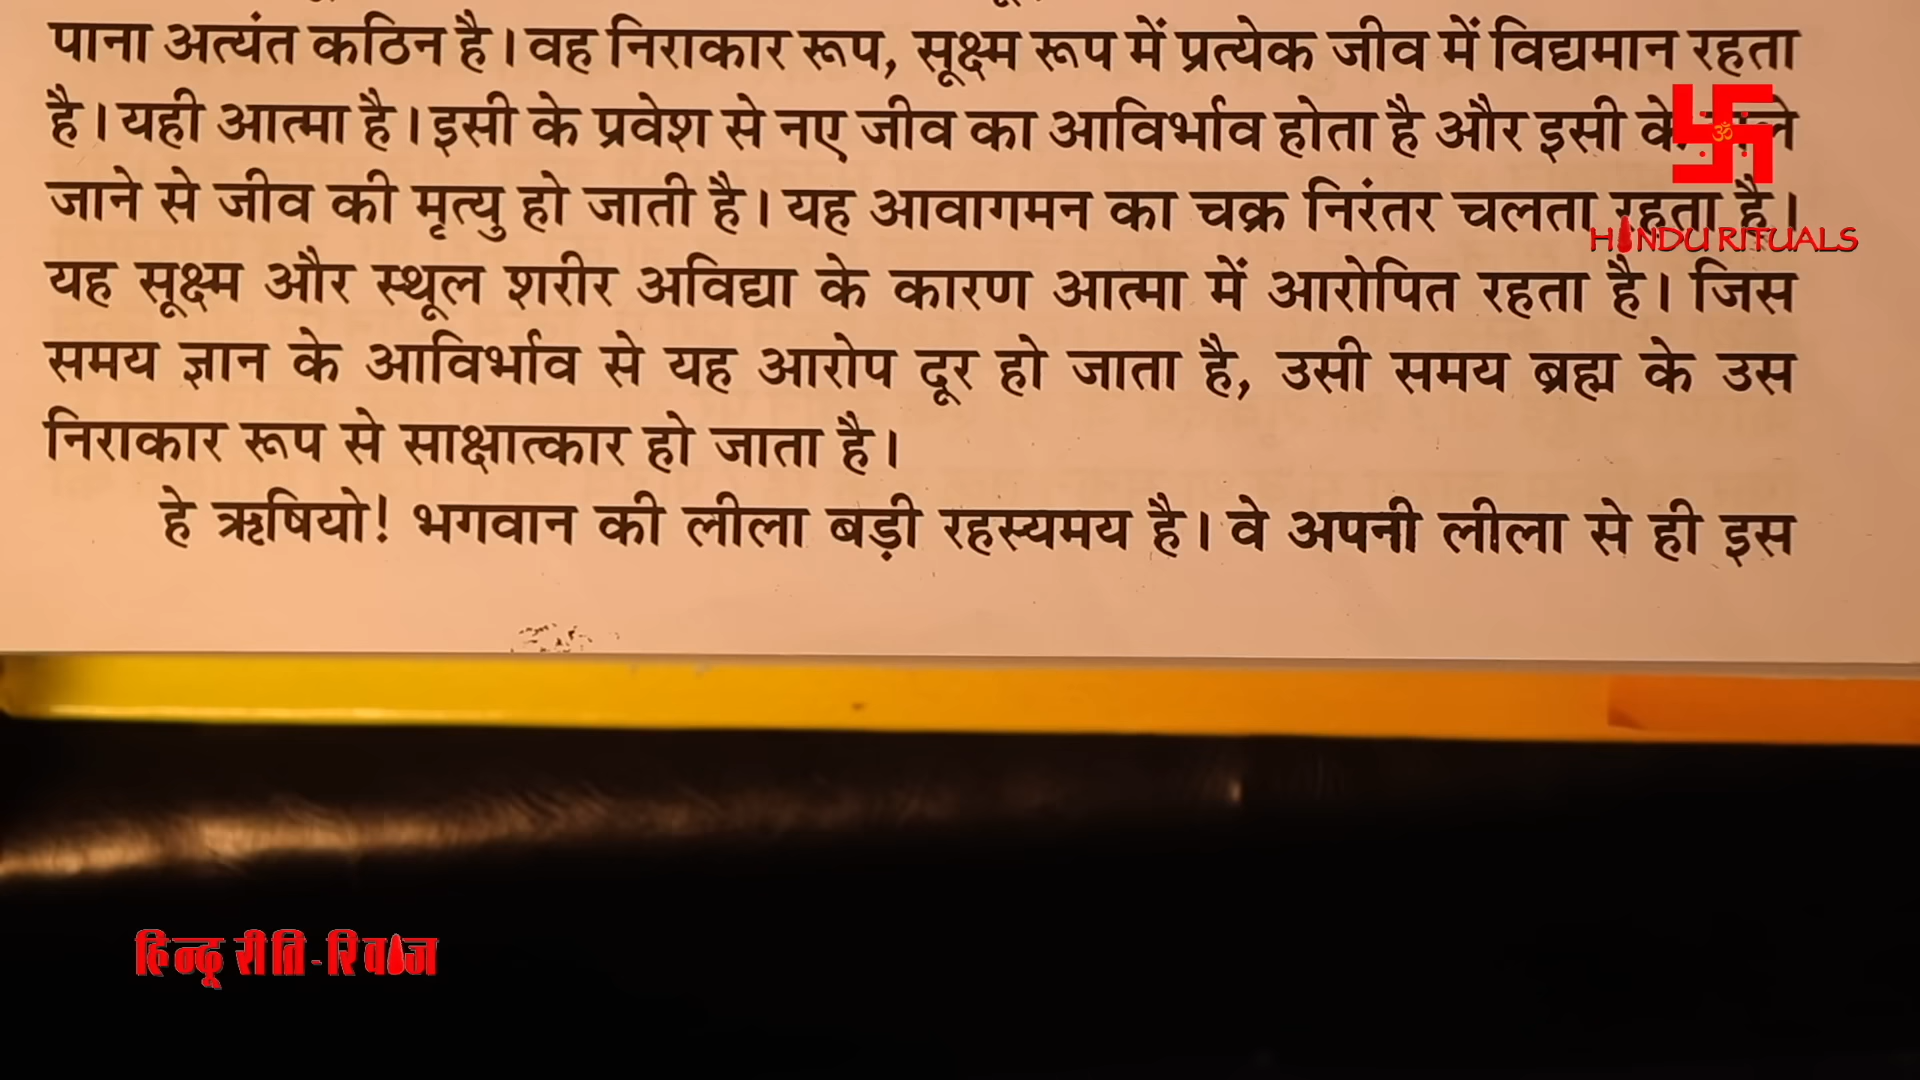 पाना अत्यंत कठिन है। वह निराकार रूप, सूक्ष्म रूप में प्रत्येक जीव में विद्यमान रहता
है। यही आत्मा है। इसी के प्रवेश से नए जीव का आविर्भाव होता है और इसी के
जाने से जीव की मृत्यु हो जाती है। यह आवागमन का चक्र निरंतर चलता रहता है।
यह सूक्ष्म और स्थूल शरीर अविद्या के कारण आत्मा में आरोपित रहता है। जिस
समय ज्ञान के आविर्भाव से यह आरोप दूर हो जाता है, उसी समय ब्रह्म के उस
निराकार रूप से साक्षात्कार हो जाता है।
हे ऋषियो! भगवान की लीला बड़ी रहस्यमय है। वे अपनी लीला से ही इस
ॐ
HINDU RITUALS
हिन्दू रीति-रिवाज